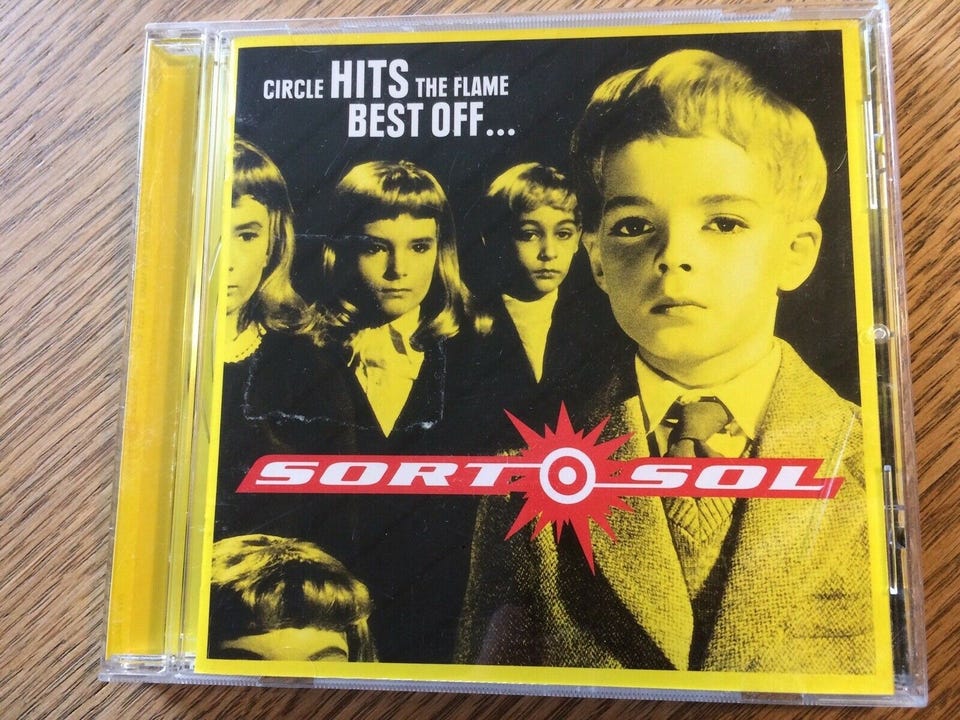 CIRCLE HITS THE FLAME
BEST OFF...
SORT SOL